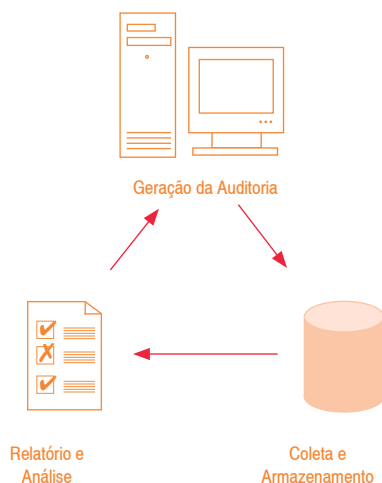 Geração da Auditoria
Relatório e
Análise
Coleta e
Armazenamento